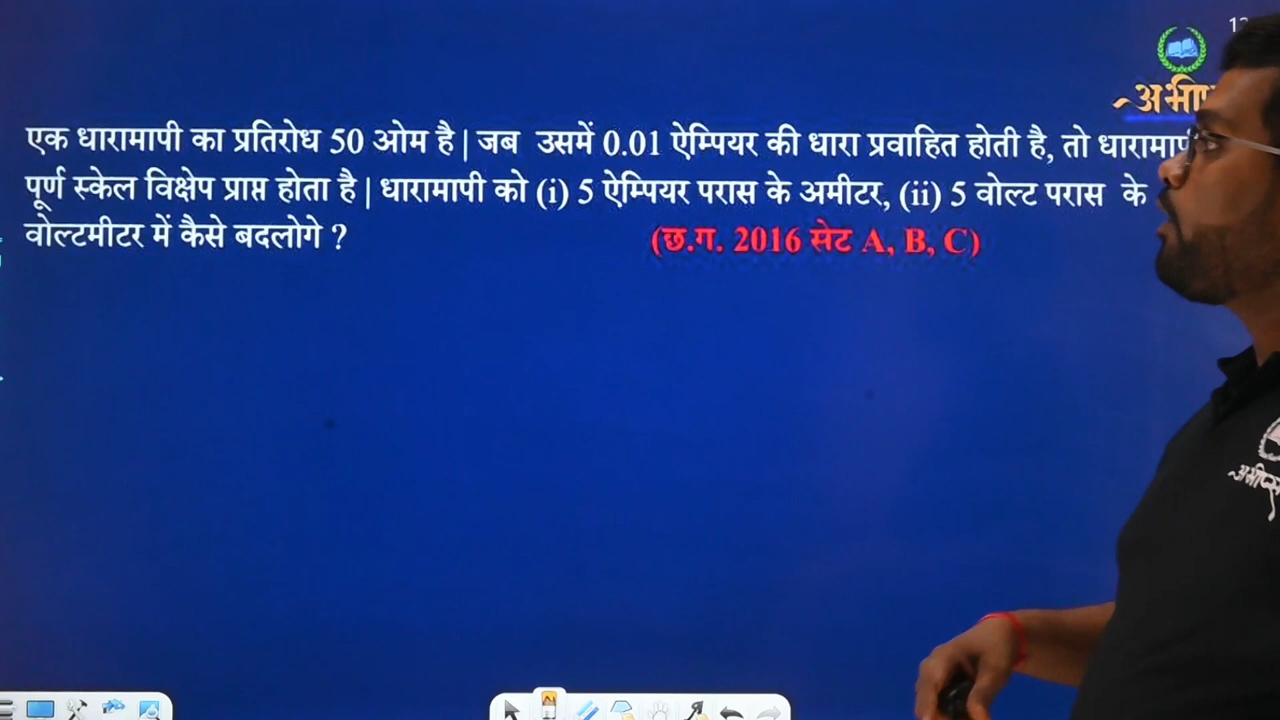 12
एक धारामापी का प्रतिरोध 50 ओम है | जब उसमें 0.01 ऐम्पियर की धारा प्रवाहित होती है, तो
पूर्ण स्केल विक्षेप प्राप्त होता है | धारामापी को (i) 5 ऐम्पियर परास के अमीटर, (ii) 5 वोल्ट परास के
वोल्टमीटर में कैसे बदलोगे ?
(छ.ग. 2016 सेट A, B, C)